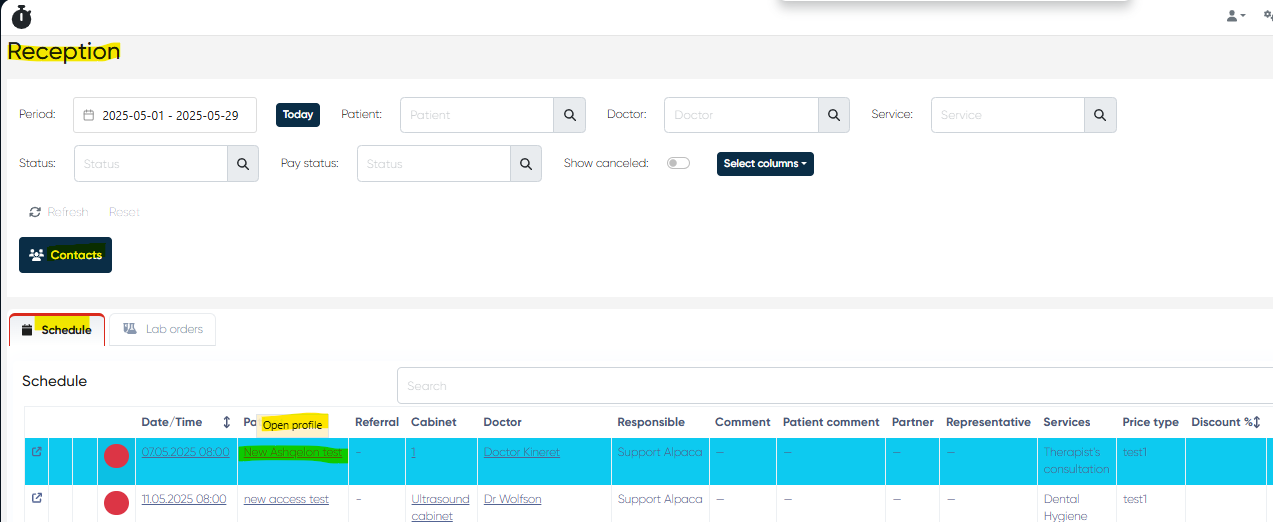 Reception
Period: 2025-05-01 - 2025-05-29 Today Patient: Patient Doctor: Doctor Service: Service
Status: Status Pay status: Status Show canceled: Select columns
Refresh Reset
Contacts
Schedule Lab orders
Schedule Search
Date/Time Pa Open profile Referral Cabinet Doctor Responsible Comment Patient comment Partner Representative Services Price type Discount %
07.05.2025 08:00 New Ashgelon test - 1 Doctor Kineret Support Alpaca — — — — Therapist's test1
consultation
11.05.2025 08:00 new access test - Ultrasound Dr Wolfson Support Alpaca — — — — Dental test1
cabinet Hygiene